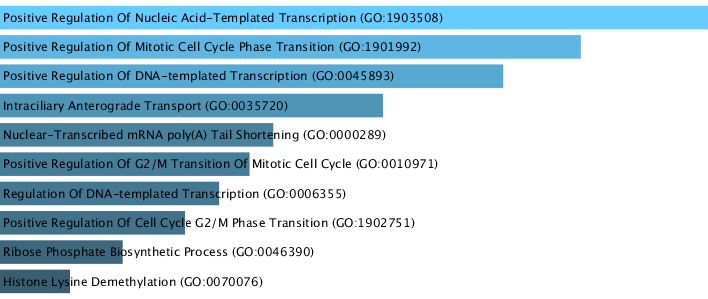 Positive Regulation Of Nucleic Acid-Templated Transcription (GO:1903508)
Positive Regulation Of Mitotic Cell Cycle Phase Transition (GO:1901992)
Positive Regulation Of DNA-templated Transcription (GO:0045893)
Intraciliary Anterograde Transport (GO:0035720)
Nuclear-Transcribed mRNA poly(A) Tail Shortening (GO:0000289)
Positive Regulation Of G2/M Transition Of Mitotic Cell Cycle (GO:0010971)
Regulation Of DNA-templated Transcription (GO:0006355)
Positive Regulation Of Cell Cycle G2/M Phase Transition (GO:1902751)
Ribose Phosphate Biosynthetic Process (GO:0046390)
Histone Lysine Demethylation (GO:0070076)